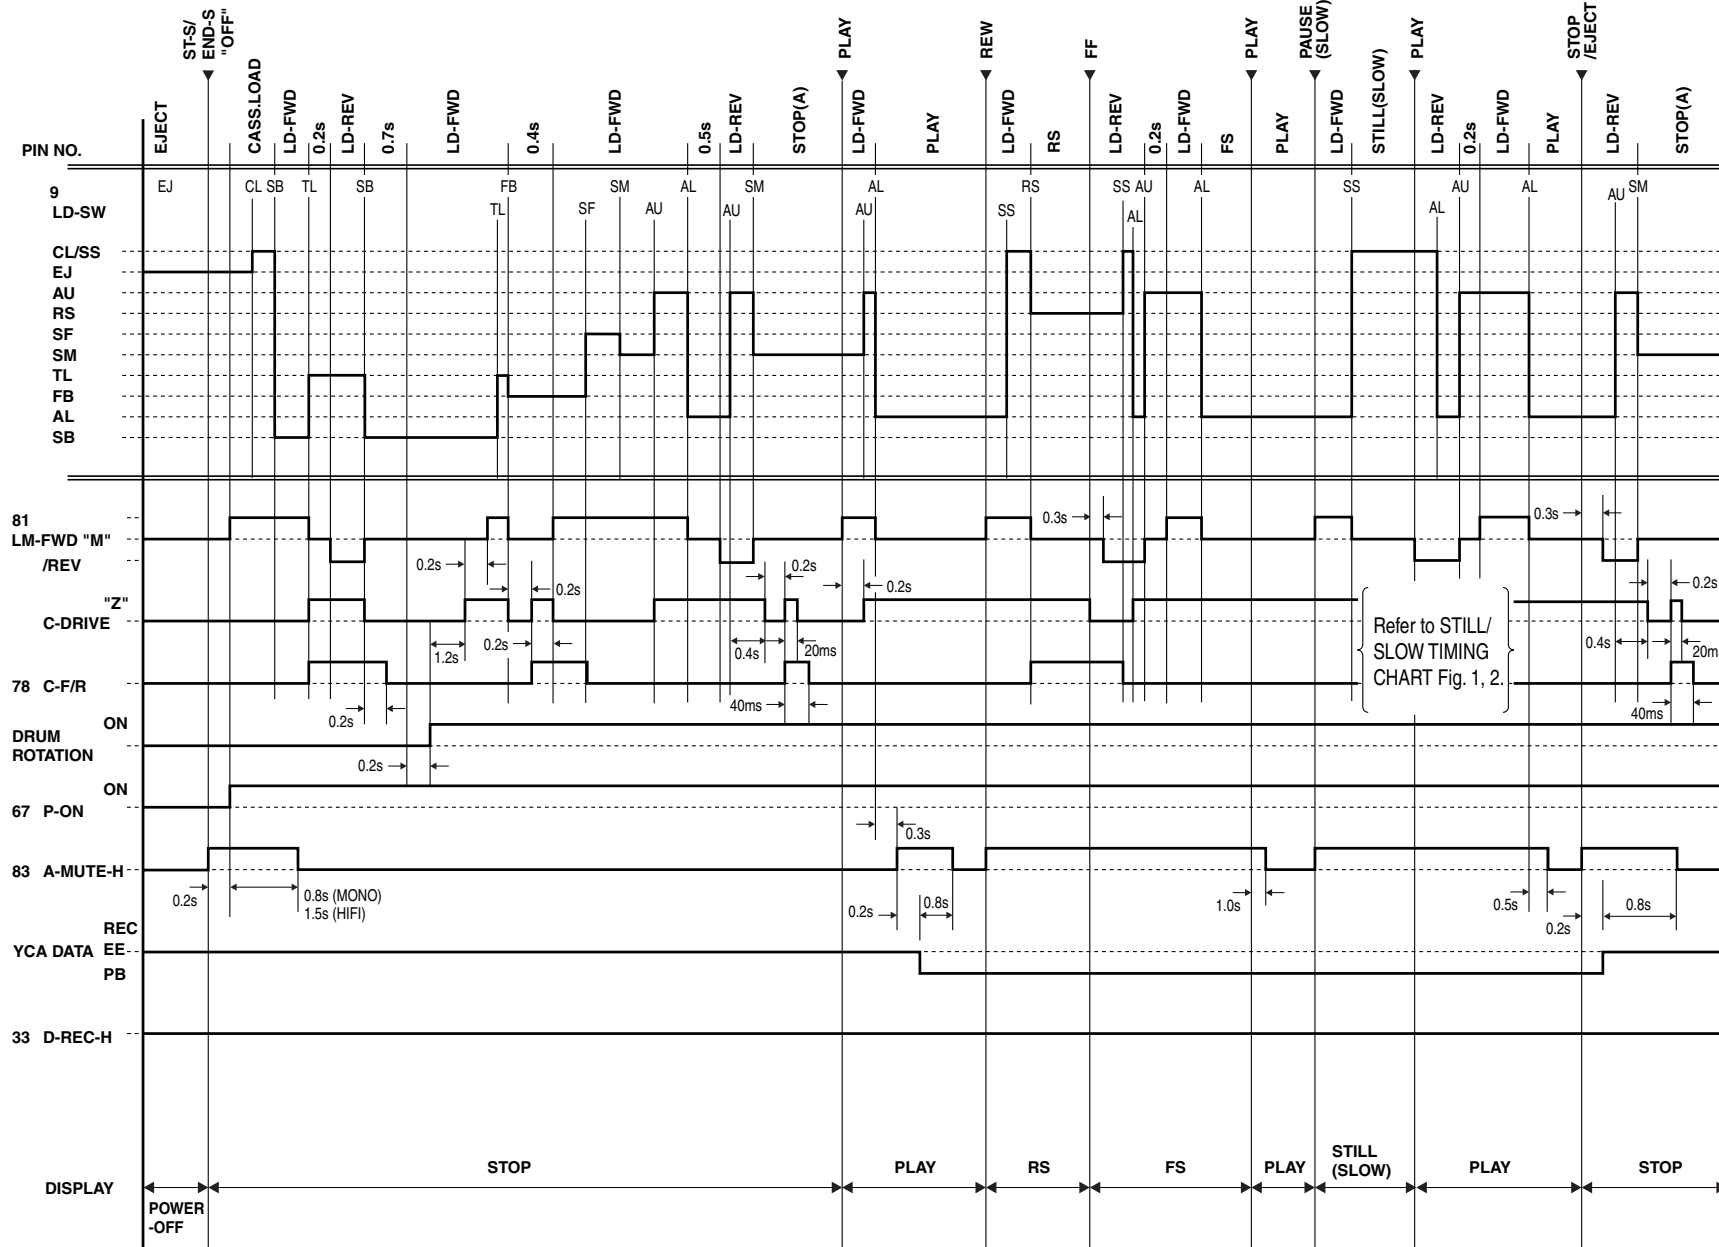 ST-S/
END-S
"OFF"
PLAY
REW
FF
PLAY
PAUSE
(SLOW)
PLAY
STOP
/EJECT
PIN NO.
EJECT
CASS.LOAD
LD-FWD
0.2s
LD-REV
0.7s
LD-FWD
0.4s
LD-FWD
0.5s
LD-REV
STOP(A)
LD-FWD
PLAY
LD-FWD
RS
LD-REV
0.2s
LD-FWD
FS
PLAY
LD-FWD
STILL(SLOW)
LD-REV
0.2s
LD-FWD
PLAY
LD-REV
STOP(A)
9
LD-SW
EJ CL SB TL SB FB SM AL SM AL RS SS AU AL SS AU AL SM
TL SF AU AU AU SS AL AL AU
CL/SS
EJ
AU
RS
SF
SM
TL
FB
AL
SB
81
LM-FWD "M"
/REV
0.3s
0.3s
0.2s
0.2s
0.2s
0.2s
0.2s
"Z"
C-DRIVE
1.2s
0.2s
0.4s
20ms
0.4s
20ms
Refer to STILL/
SLOW TIMING
CHART Fig. 1, 2.
78 C-F/R
0.2s
40ms
40ms
ON
DRUM
ROTATION
0.2s
ON
67 P-ON
0.3s
83 A-MUTE-H
0.2s
0.8s (MONO)
1.5s (HIFI)
0.2s
0.8s
1.0s
0.5s
0.2s
0.8s
REC
YCA DATA EE
PB
33 D-REC-H
DISPLAY
POWER
-OFF
STOP
PLAY
RS
FS
PLAY
STILL
(SLOW)
PLAY
STOP